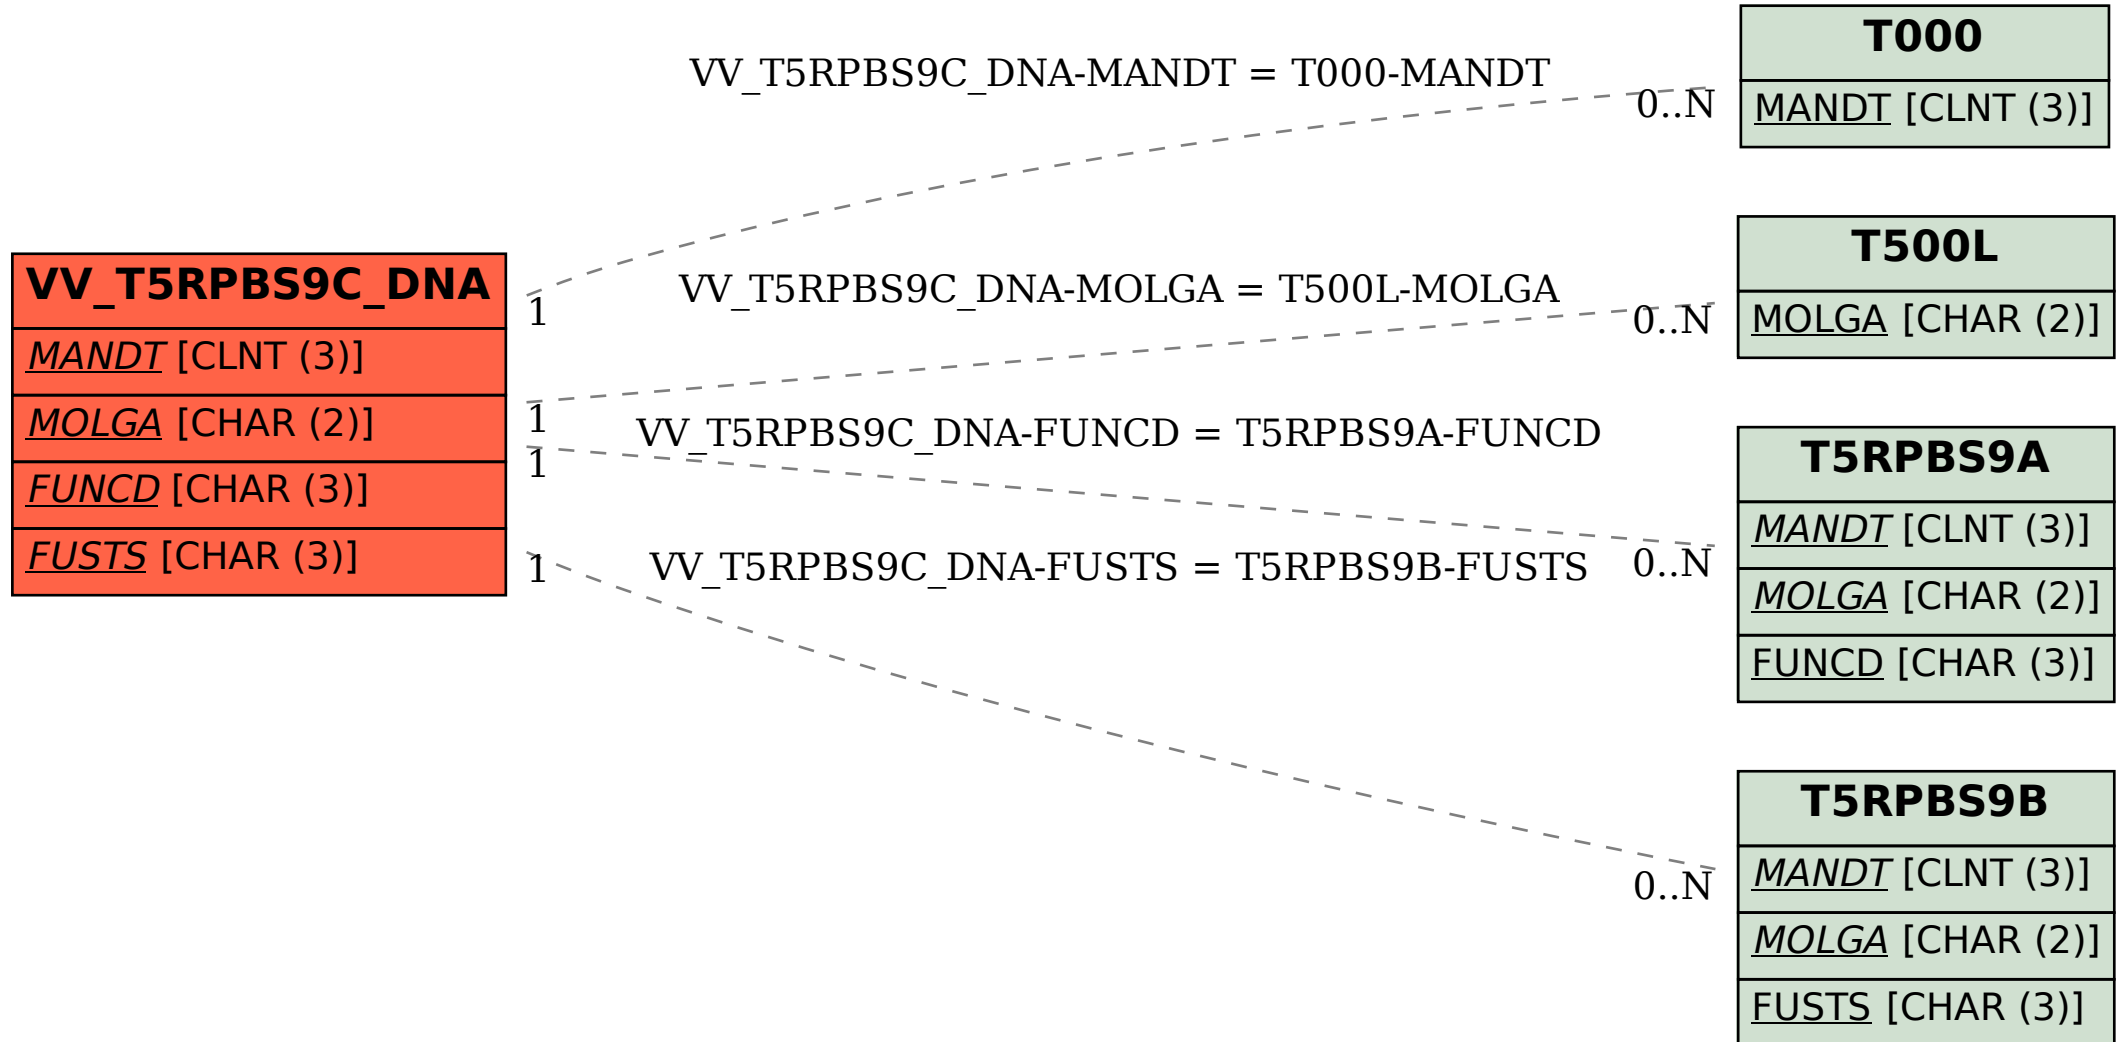 VV_T5RPBS9C_DNA
MANDT [CLNT (3)]
MOLGA [CHAR (2)]
FUNCD [CHAR (3)]
FUSTS [CHAR (3)]
VV_T5RPBS9C_DNA-MANDT = T000-MANDT
1
0..N
VV_T5RPBS9C_DNA-MOLGA = T500L-MOLGA
1
0..N
VV_T5RPBS9C_DNA-FUNCD = T5RPBS9A-FUNCD
1
0..N
VV_T5RPBS9C_DNA-FUSTS = T5RPBS9B-FUSTS
1
0..N
T000
MANDT [CLNT (3)]
T500L
MOLGA [CHAR (2)]
T5RPBS9A
MANDT [CLNT (3)]
MOLGA [CHAR (2)]
FUNCD [CHAR (3)]
T5RPBS9B
MANDT [CLNT (3)]
MOLGA [CHAR (2)]
FUSTS [CHAR (3)]